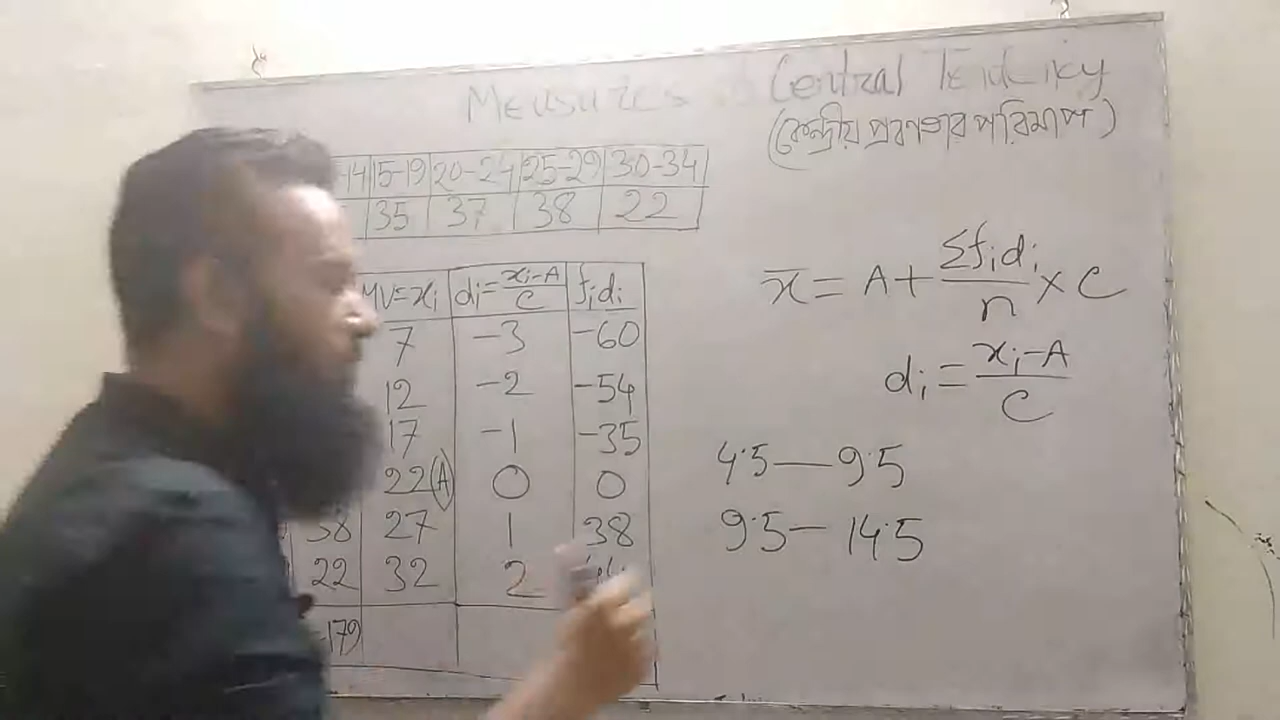 Measures Central
(কেন্দ্রীয় প্রবণতার পরিমাপ)
-14 15-19 20-24 25-29 30-34
35 37 38 22
MV=xi di=xi-A/C fidi
7 -3 -60
12 -2 -54
17 -1 -35
22(A) 0 0
38 27 1 38
22 32 2
=179
x̄=A+Σfidi/n×C
di=xi-A/C
4.5—9.5
9.5—14.5